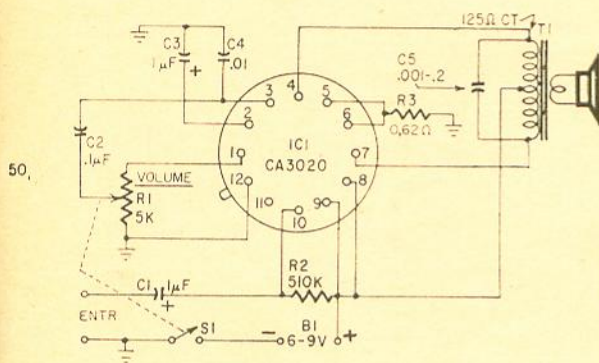 125Ω CT
T1
C3
1µF
+
C4
.01
C5
.001-.2
3
4
5
2
6
R3
0,62Ω
IC1
CA3020
1
7
12
8
11
10
9
C2
.1µF
50,
VOLUME
R1
5K
R2
510K
C1
1µF
+
ENTR
S1
−
B1
6-9V
+